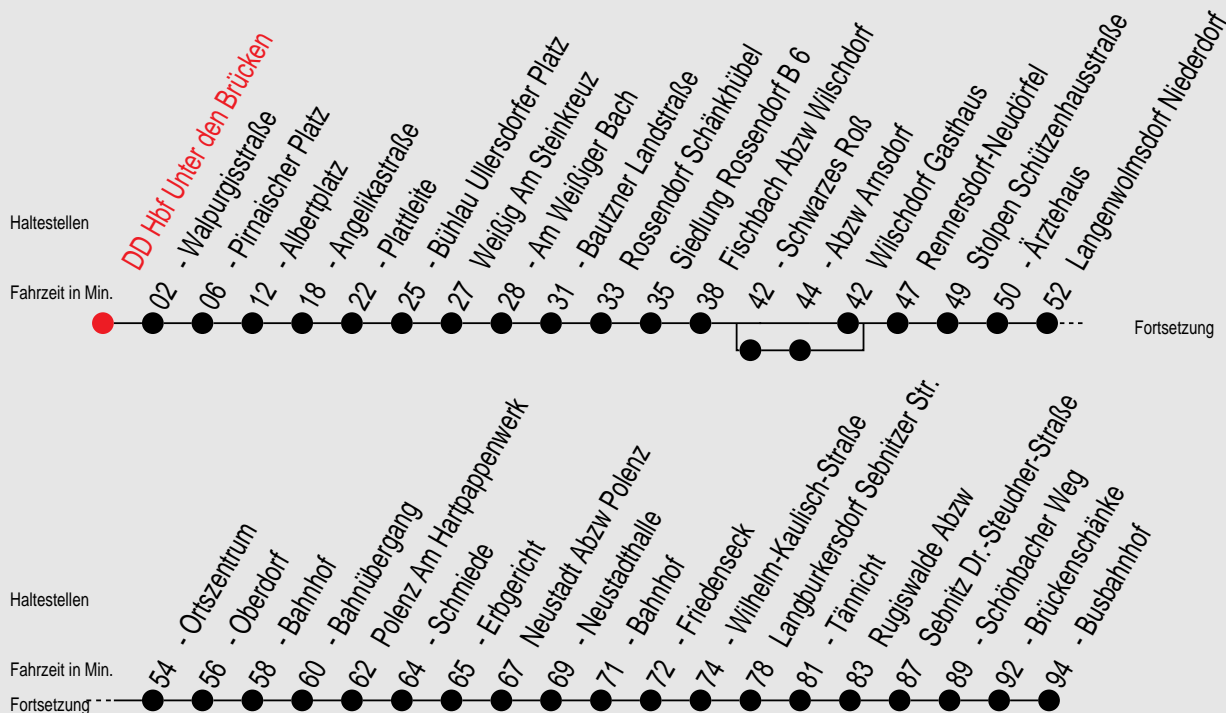 Haltestellen
Fahrzeit in Min.
DD Hbf Unter den Brücken
02 - Walpurgisstraße
06 - Pirnaischer Platz
12 - Albertplatz
18 - Angelikastraße
22 - Plattleite
25 - Bühlau Ullersdorfer Platz
27 Weißig Am Steinkreuz
28 - Am Weißiger Bach
31 - Bautzner Landstraße
33 Rossendorf Schänkhübel
35 Siedlung Rossendorf B 6
38 Fischbach Abzw Wilschdorf
42 - Schwarzes Roß
44 - Abzw Arnsdorf
42 Wilschdorf Gasthaus
47 Rennersdorf-Neudörfel
49 Stolpen Schützenhausstraße
50 - Ärztehaus
52 Langenwolmsdorf Niederdorf
Fortsetzung
Haltestellen
Fahrzeit in Min.
Fortsetzung
54 - Ortszentrum
56 - Oberdorf
58 - Bahnhof
60 - Bahnübergang
62 Polenz Am Hartpappenwerk
64 - Schmiede
65 - Erbgericht
67 Neustadt Abzw Polenz
69 - Neustadthalle
71 - Bahnhof
72 - Friedenseck
74 - Wilhelm-Kaulisch-Straße
78 Langburkersdorf Sebnitzer Str.
81 - Tännicht
83 Rugiswalde Abzw
87 Sebnitz Dr.-Steudner-Straße
89 - Schönbacher Weg
92 - Brückenschänke
94 - Busbahnhof